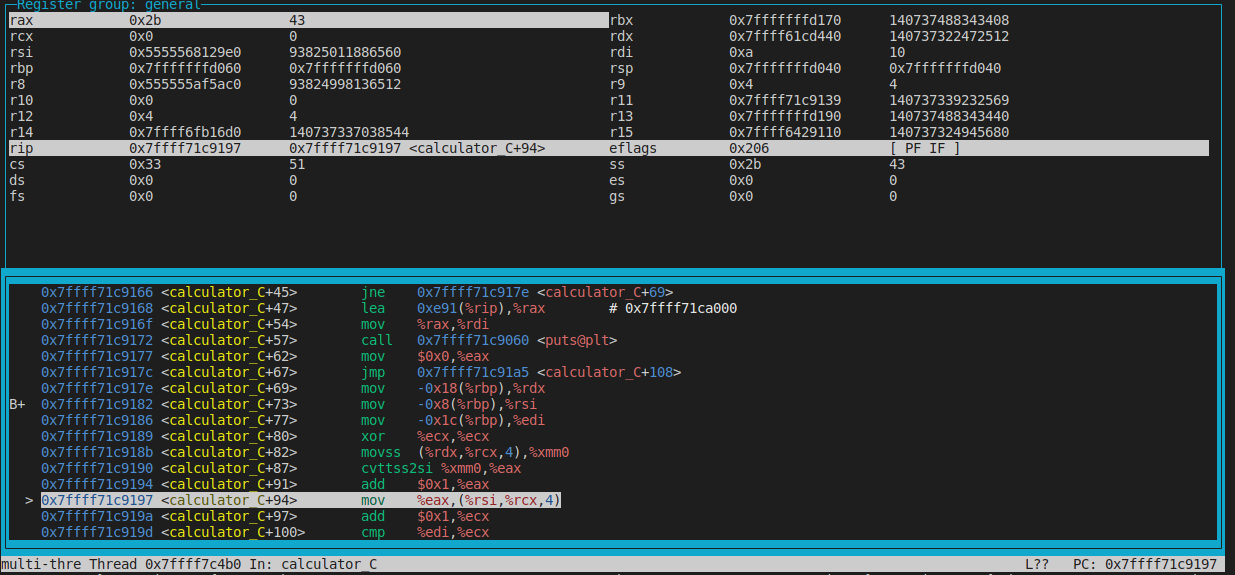 Register group: general
rax 0x2b 43 rbx 0x7fffffffd170 140737488343408
rcx 0x0 0 rdx 0x7ffff61cd440 140737322472512
rsi 0x5555568129e0 93825011886560 rdi 0xa 10
rbp 0x7fffffffd060 0x7fffffffd060 rsp 0x7fffffffd040 0x7fffffffd040
r8 0x555555af5ac0 93824998136512 r9 0x4 4
r10 0x0 0 r11 0x7ffff71c9139 140737339232569
r12 0x4 4 r13 0x7fffffffd190 140737488343440
r14 0x7ffff6fb16d0 140737337038544 r15 0x7ffff6429110 140737324945680
rip 0x7ffff71c9197 0x7ffff71c9197 <calculator_C+94> eflags 0x206 [ PF IF ]
cs 0x33 51 ss 0x2b 43
ds 0x0 0 es 0x0 0
fs 0x0 0 gs 0x0 0
0x7ffff71c9166 <calculator_C+45> jne 0x7ffff71c917e <calculator_C+69>
0x7ffff71c9168 <calculator_C+47> lea 0xe91(%rip),%rax # 0x7ffff71ca000
0x7ffff71c916f <calculator_C+54> mov %rax,%rdi
0x7ffff71c9172 <calculator_C+57> call 0x7ffff71c9060 <puts@plt>
0x7ffff71c9177 <calculator_C+62> mov $0x0,%eax
0x7ffff71c917c <calculator_C+67> jmp 0x7ffff71c91a5 <calculator_C+108>
0x7ffff71c917e <calculator_C+69> mov -0x18(%rbp),%rdx
B+ 0x7ffff71c9182 <calculator_C+73> mov -0x8(%rbp),%rsi
0x7ffff71c9186 <calculator_C+77> mov -0x1c(%rbp),%edi
0x7ffff71c9189 <calculator_C+80> xor %ecx,%ecx
0x7ffff71c918b <calculator_C+82> movss (%rdx,%rcx,4),%xmm0
0x7ffff71c9190 <calculator_C+87> cvttss2si %xmm0,%eax
0x7ffff71c9194 <calculator_C+91> add $0x1,%eax
> 0x7ffff71c9197 <calculator_C+94> mov %eax,(%rsi,%rcx,4)
0x7ffff71c919a <calculator_C+97> add $0x1,%ecx
0x7ffff71c919d <calculator_C+100> cmp %edi,%ecx
multi-thre Thread 0x7ffff7c4b0 In: calculator_C L?? PC: 0x7ffff71c9197